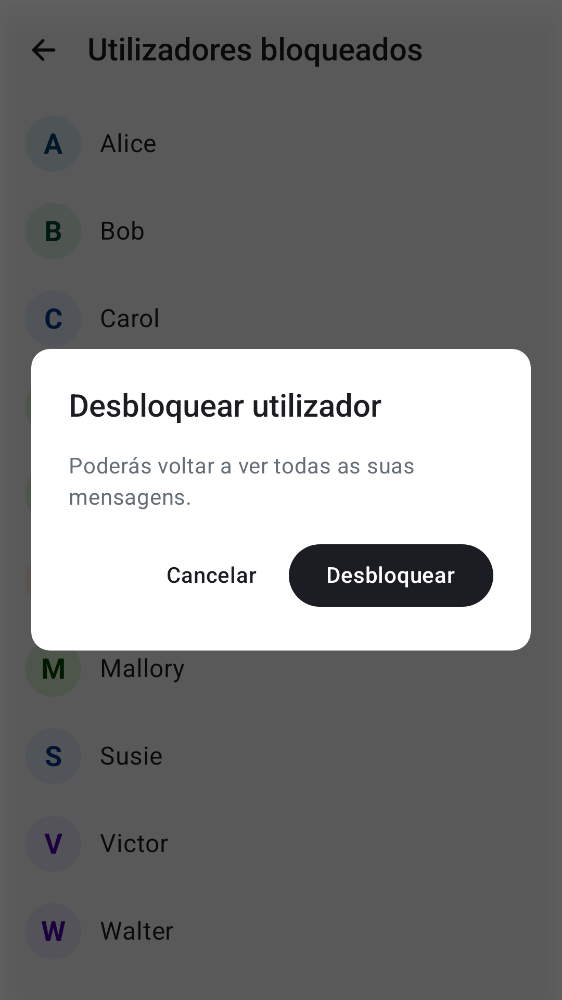 Utilizadores bloqueados
A Alice
B Bob
C Carol
Desbloquear utilizador
Poderás voltar a ver todas as suas
mensagens.
Cancelar Desbloquear
M Mallory
S Susie
V Victor
W Walter